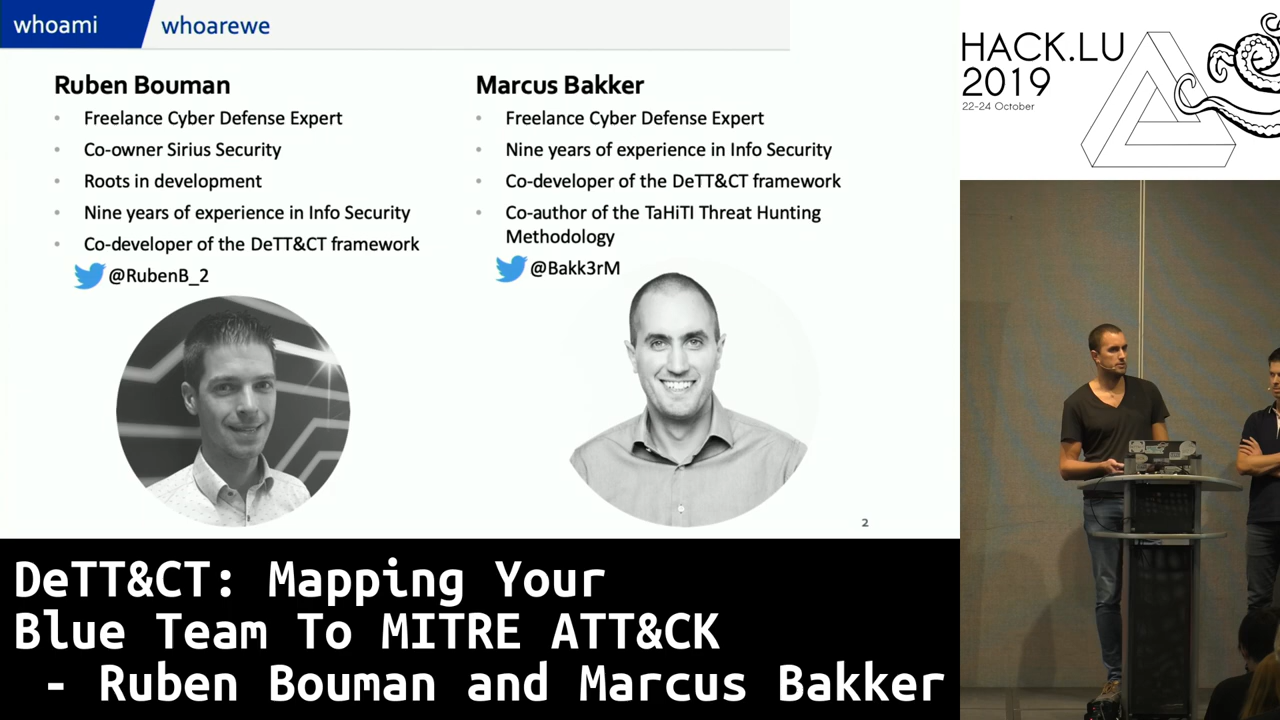 whoami
whoarewe
Ruben Bouman
• Freelance Cyber Defense Expert
• Co-owner Sirius Security
• Roots in development
• Nine years of experience in Info Security
• Co-developer of the DeTT&CT framework
@RubenB_2
Marcus Bakker
• Freelance Cyber Defense Expert
• Nine years of experience in Info Security
• Co-developer of the DeTT&CT framework
• Co-author of the TaHiTI Threat Hunting
Methodology
@Bakk3rM
2
HACK.LU
2019
22-24 October
DeTT&CT: Mapping Your
Blue Team To MITRE ATT&CK
- Ruben Bouman and Marcus Bakker